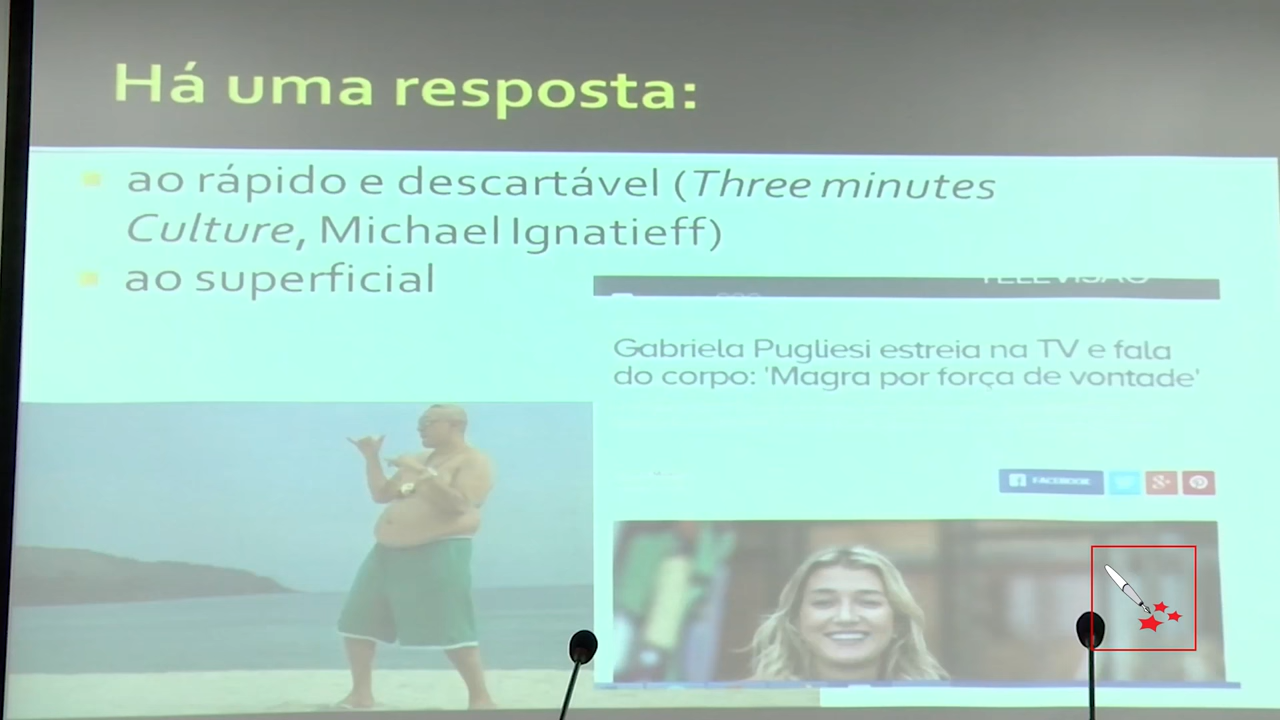 Há uma resposta:
ao rápido e descartável (Three minutes
Culture, Michael Ignatieff)
ao superficial
TELEVISÃO
Gabriela Pugliesi estreia na TV e fala
do corpo: 'Magra por força de vontade'
FACEBOOK